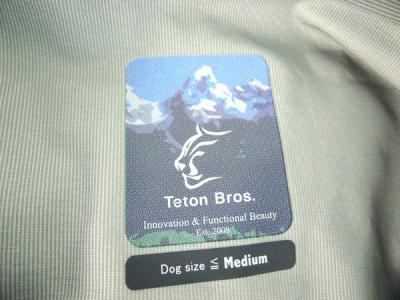 Teton Bros.
Innovation & Functional Beauty
Est. 2008
Dog size ≦ Medium